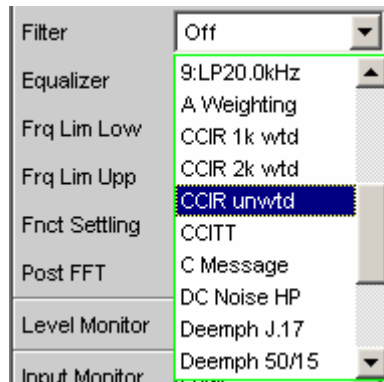 Filter Off
9:LP20.0kHz
Equalizer
A Weighting
Frq Lim Low CCIR 1k wtd
Frq Lim Upp CCIR 2k wtd
CCIR unwtd
Fnct Settling CCITT
Post FFT C Message
DC Noise HP
Level Monitor Deemph J.17
Deemph 50/15
Input Monitor